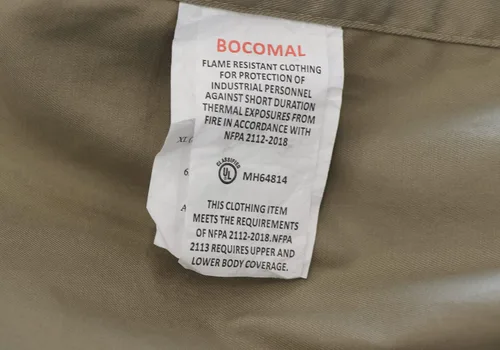 BOCOMAL
FLAME RESISTANT CLOTHING
FOR PROTECTION OF
INDUSTRIAL PERSONNEL
AGAINST SHORT DURATION
THERMAL EXPOSURES FROM
FIRE IN ACCORDANCE WITH
NFPA 2112-2018
CLASSIFIED
UL
MH64814
THIS CLOTHING ITEM
MEETS THE REQUIREMENTS
OF NFPA 2112-2018.NFPA
2113 REQUIRES UPPER AND
LOWER BODY COVERAGE.
XL
6
A